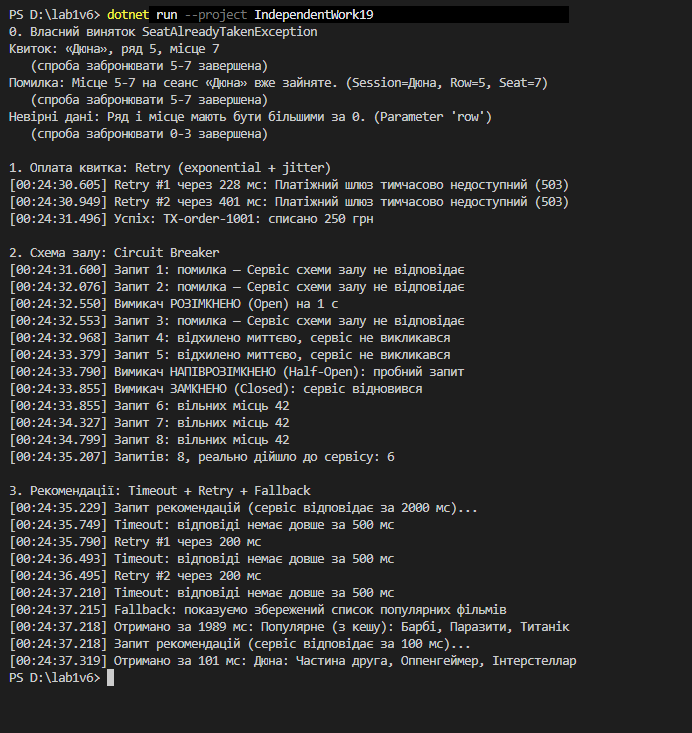 PS D:\lab1v6> dotnet run --project IndependentWork19
0. Власний виняток SeatAlreadyTakenException
Квиток: «Дюна», ряд 5, місце 7
(спроба забронювати 5-7 завершена)
Помилка: Місце 5-7 на сеанс «Дюна» вже зайняте. (Session=Дюна, Row=5, Seat=7)
(спроба забронювати 5-7 завершена)
Невірні дані: Ряд і місце мають бути більшими за 0. (Parameter 'row')
(спроба забронювати 0-3 завершена)
1. Оплата квитка: Retry (exponential + jitter)
[00:24:30.605] Retry #1 через 228 мс: Платіжний шлюз тимчасово недоступний (503)
[00:24:30.949] Retry #2 через 401 мс: Платіжний шлюз тимчасово недоступний (503)
[00:24:31.496] Успіх: TX-order-1001: списано 250 грн
2. Схема залу: Circuit Breaker
[00:24:31.600] Запит 1: помилка — Сервіс схеми залу не відповідає
[00:24:32.076] Запит 2: помилка — Сервіс схеми залу не відповідає
[00:24:32.550] Вимикач РОЗІМКНЕНО (Open) на 1 с
[00:24:32.553] Запит 3: помилка — Сервіс схеми залу не відповідає
[00:24:32.968] Запит 4: відхилено миттєво, сервіс не викликався
[00:24:33.379] Запит 5: відхилено миттєво, сервіс не викликався
[00:24:33.790] Вимикач НАПІВРОЗІМКНЕНО (Half-Open): пробний запит
[00:24:33.855] Вимикач ЗАМКНЕНО (Closed): сервіс відновився
[00:24:33.855] Запит 6: вільних місць 42
[00:24:34.327] Запит 7: вільних місць 42
[00:24:34.799] Запит 8: вільних місць 42
[00:24:35.207] Запитів: 8, реально дійшло до сервісу: 6
3. Рекомендації: Timeout + Retry + Fallback
[00:24:35.229] Запит рекомендацій (сервіс відповідає за 2000 мс)...
[00:24:35.749] Timeout: відповіді немає довше за 500 мс
[00:24:35.790] Retry #1 через 200 мс
[00:24:36.493] Timeout: відповіді немає довше за 500 мс
[00:24:36.495] Retry #2 через 200 мс
[00:24:37.210] Timeout: відповіді немає довше за 500 мс
[00:24:37.215] Fallback: показуємо збережений список популярних фільмів
[00:24:37.218] Отримано за 1989 мс: Популярне (з кешу): Барбі, Паразити, Титанік
[00:24:37.218] Запит рекомендацій (сервіс відповідає за 100 мс)...
[00:24:37.319] Отримано за 101 мс: Дюна: Частина друга, Оппенгеймер, Інтерстеллар
PS D:\lab1v6>